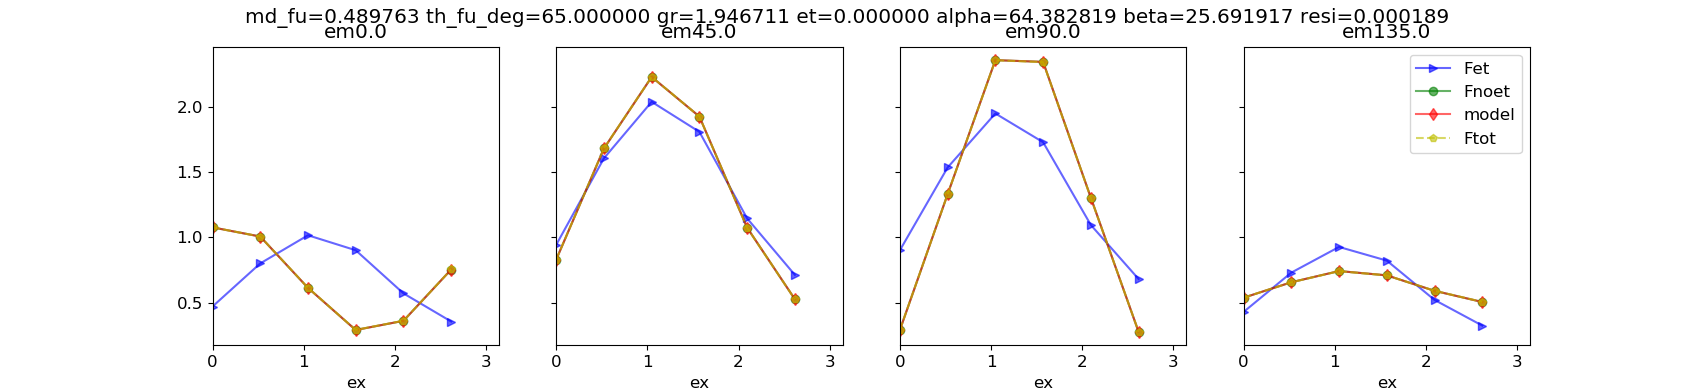 md_fu=0.489763 th_fu_deg=65.000000 gr=1.946711 et=0.000000 alpha=64.382819 beta=25.691917 resi=0.000189
em0.0
em45.0
em90.0
em135.0
2.0
1.5
1.0
0.5
0
1
2
3
ex
0
1
2
3
ex
0
1
2
3
ex
0
1
2
3
ex
Fet
Fnoet
model
Ftot